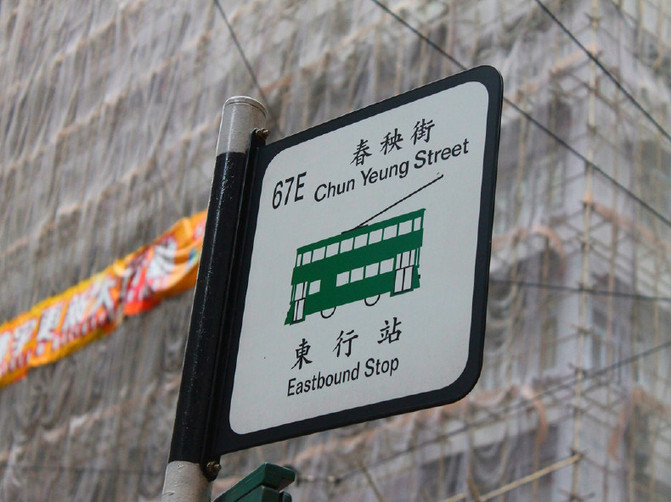 春秧街
67E Chun Yeung Street
東行站
Eastbound Stop